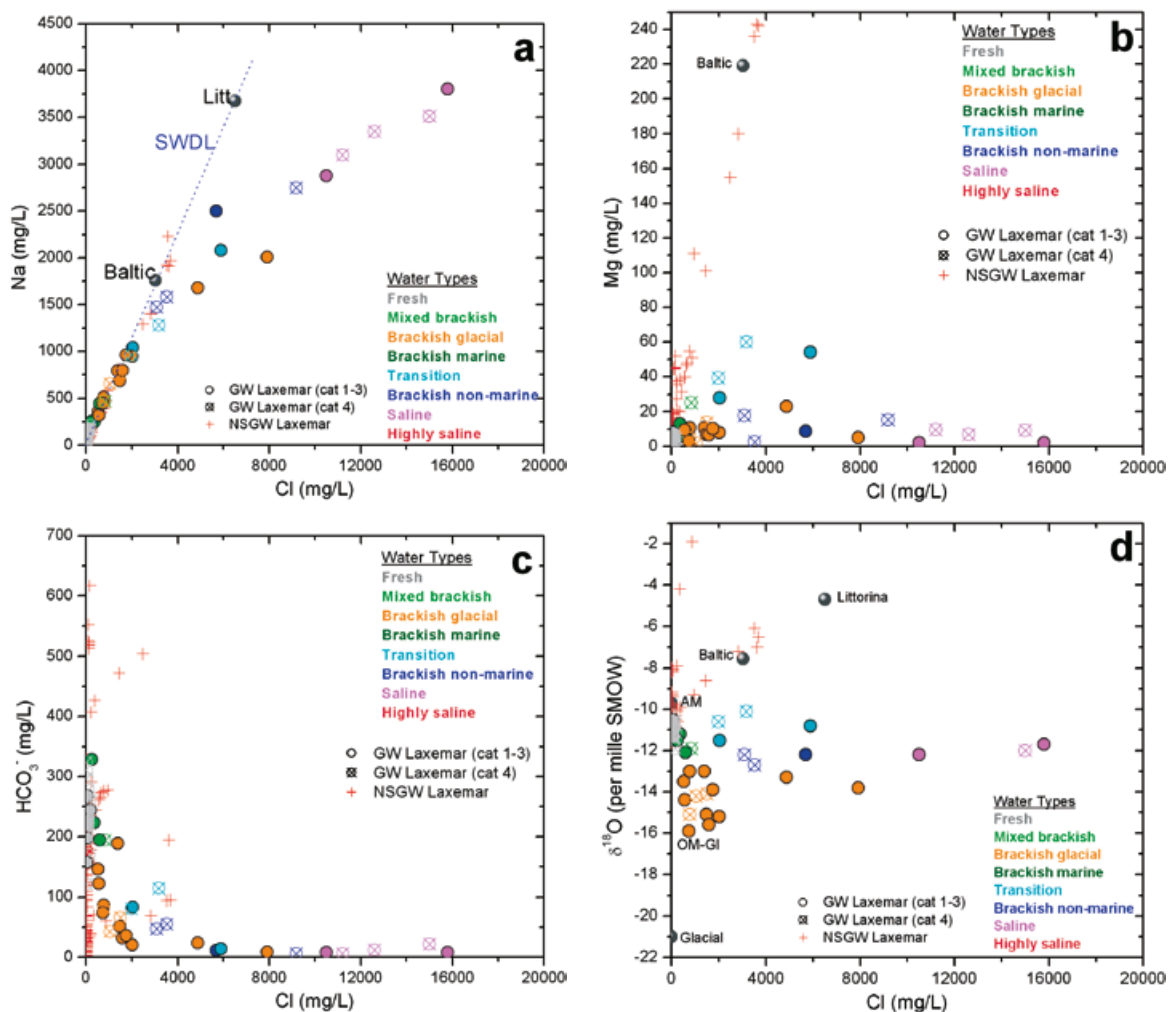 a
4500
4000
3500
3000
2500
2000
1500
1000
500
0
Na (mg/L)
Litt
SWDL
Baltic
Water Types
Fresh
Mixed brackish
Brackish glacial
Brackish marine
Transition
Brackish non-marine
Saline
Highly saline
GW Laxemar (cat 1-3)
GW Laxemar (cat 4)
NSGW Laxemar
0 4000 8000 12000 16000 20000
Cl (mg/L)
b
240
220
200
180
160
140
120
100
80
60
40
20
0
Mg (mg/L)
Baltic
Water Types
Fresh
Mixed brackish
Brackish glacial
Brackish marine
Transition
Brackish non-marine
Saline
Highly saline
GW Laxemar (cat 1-3)
GW Laxemar (cat 4)
NSGW Laxemar
0 4000 8000 12000 16000 20000
Cl (mg/L)
c
700
600
500
400
300
200
100
0
HCO₃⁻ (mg/L)
Water Types
Fresh
Mixed brackish
Brackish glacial
Brackish marine
Transition
Brackish non-marine
Saline
Highly saline
GW Laxemar (cat 1-3)
GW Laxemar (cat 4)
NSGW Laxemar
0 4000 8000 12000 16000 20000
Cl (mg/L)
d
-2
-4
-6
-8
-10
-12
-14
-16
-18
-20
-22
δ¹⁸O (per mille SMOW)
Littorina
Baltic
AM
OM-Gl
Glacial
Water Types
Fresh
Mixed brackish
Brackish glacial
Brackish marine
Transition
Brackish non-marine
Saline
Highly saline
GW Laxemar (cat 1-3)
GW Laxemar (cat 4)
NSGW Laxemar
0 4000 8000 12000 16000 20000
Cl (mg/L)